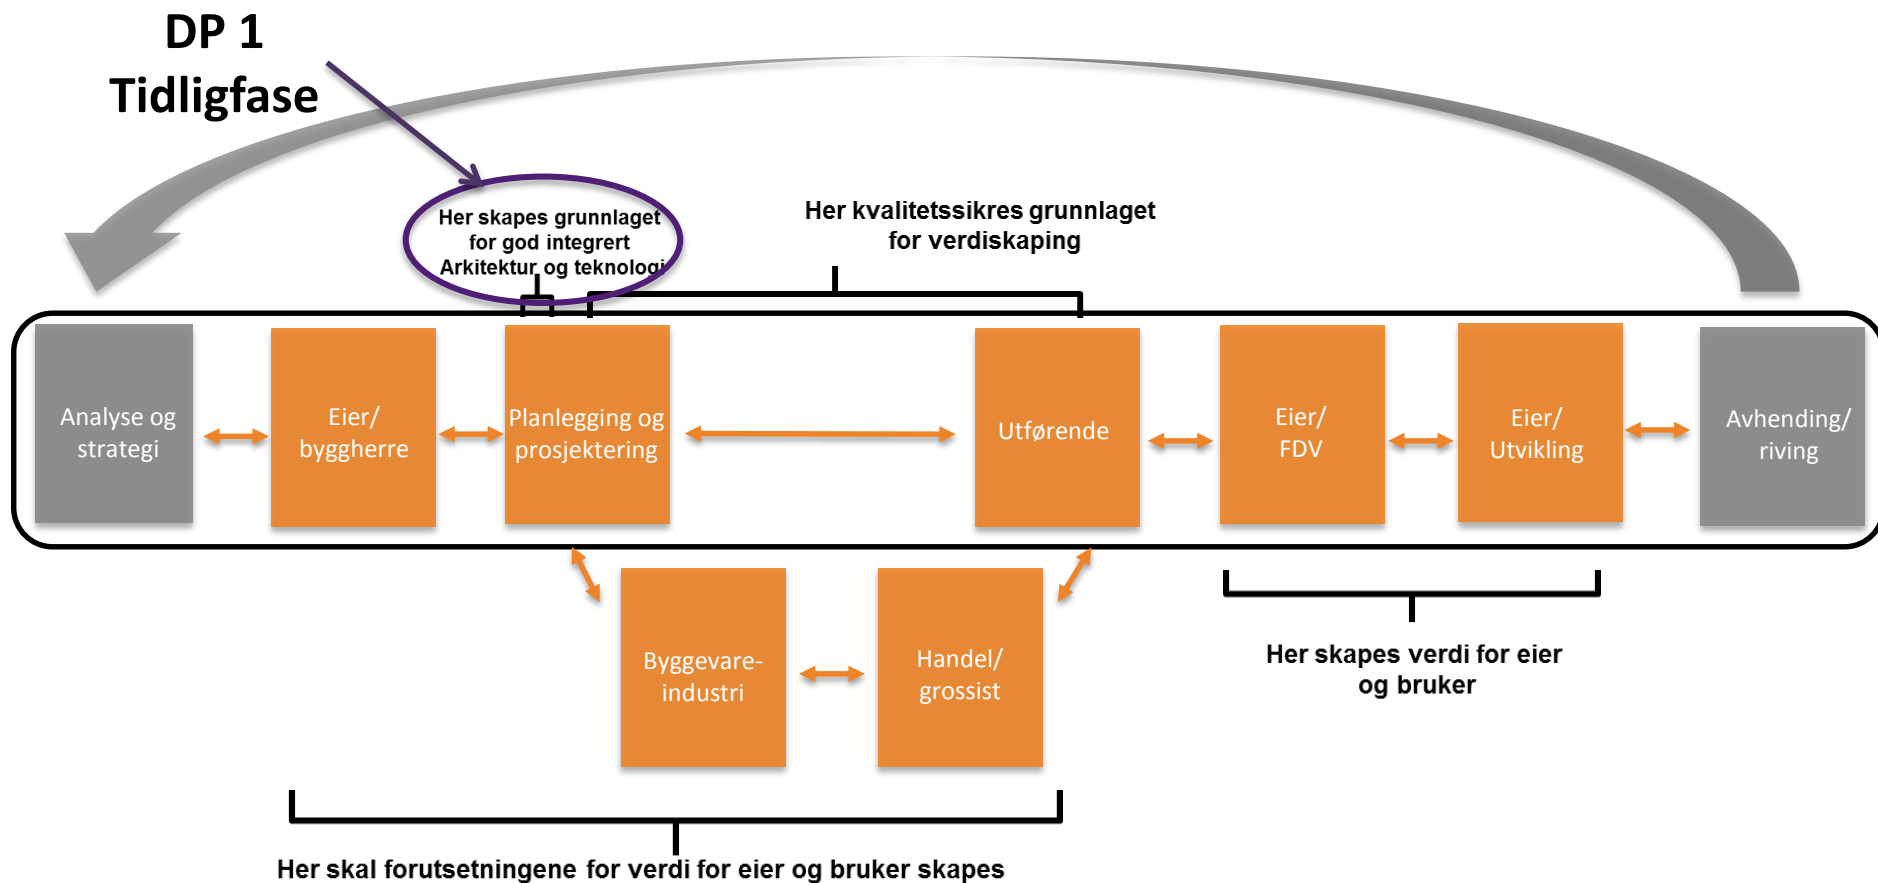 DP 1
Tidligfase
Her skapes grunnlaget
for god integrert
Arkitektur og teknologi
Her kvalitetssikres grunnlaget
for verdiskaping
Analyse og
strategi
Eier/
byggherre
Planlegging og
prosjektering
Utførende
Eier/
FDV
Eier/
Utvikling
Avhending/
riving
Byggevare-
industri
Handel/
grossist
Her skapes verdi for eier
og bruker
Her skal forutsetningene for verdi for eier og bruker skapes